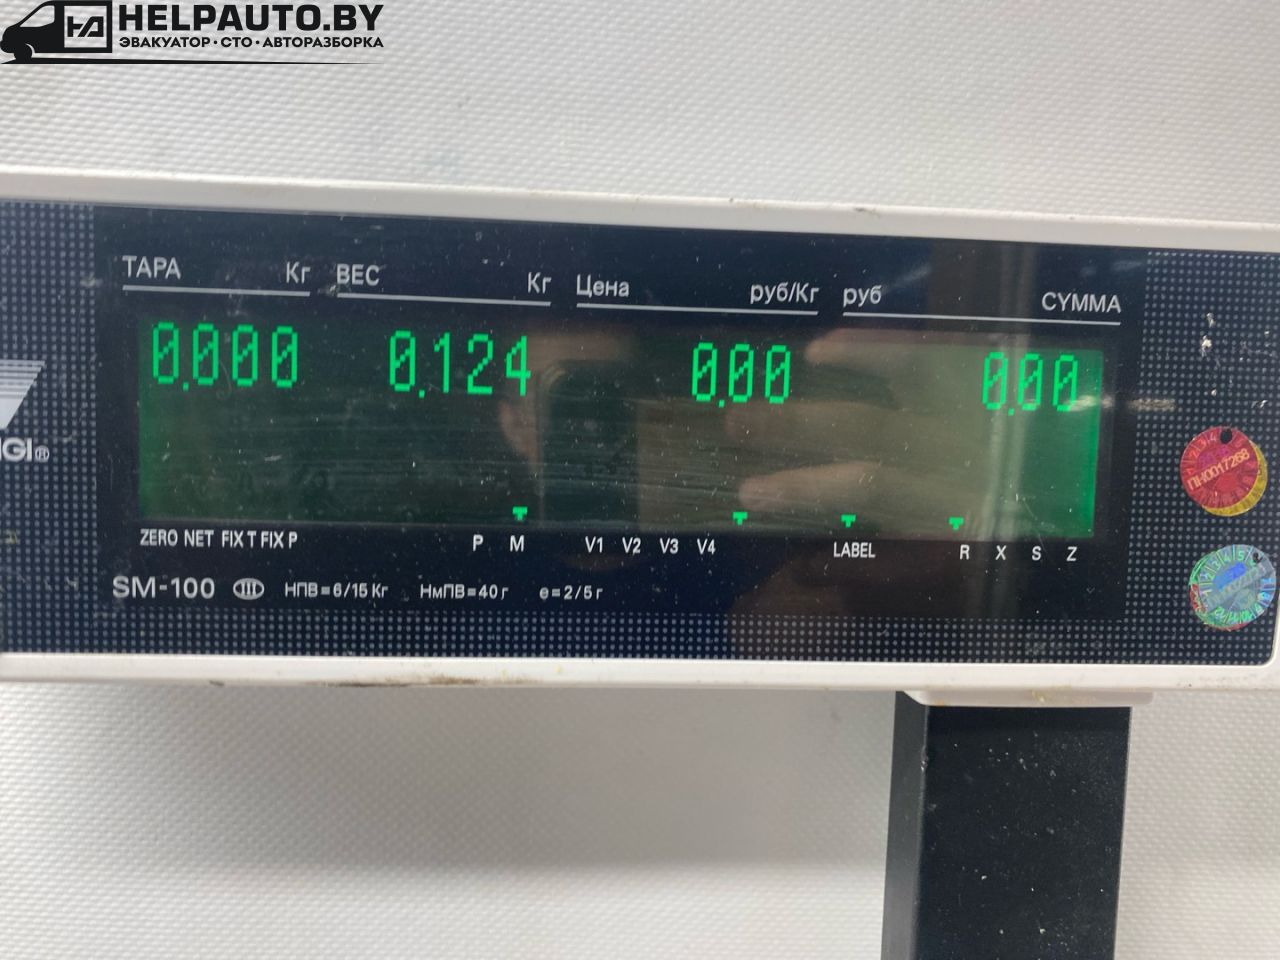 HELPAUTO.BY
ЭВАКУАТОР · СТО · АВТОРАЗБОРКА
ТАРА Кг ВЕС Кг Цена руб/Кг руб СУММА
0.000 0.124 0.00 0.00
ZERO NET FIX T FIX P P M V1 V2 V3 V4 LABEL R X S Z
SM-100 III НПВ=6/15 Кг НмПВ=40 г e=2/5 г
ПК0017268